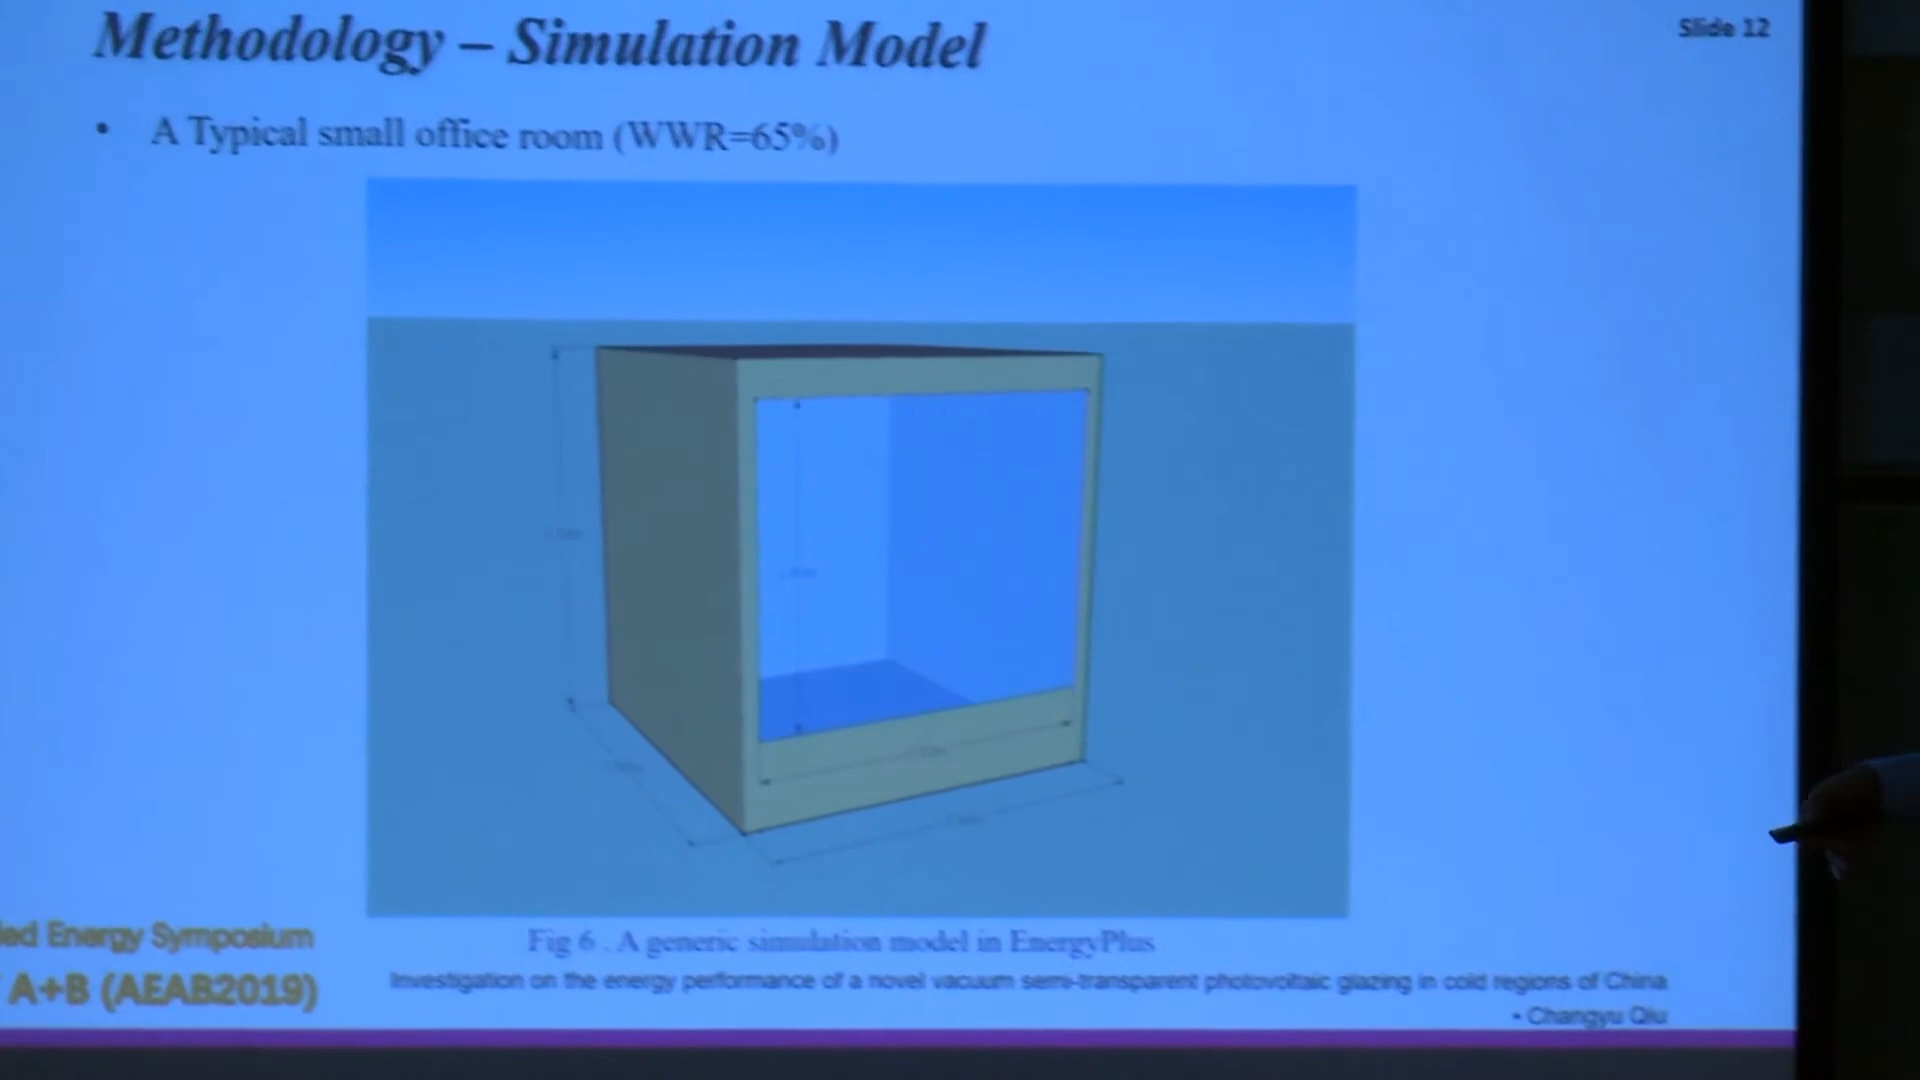 Methodology – Simulation Model
Slide 12
• A Typical small office room (WWR=65%)
Fig 6 . A generic simulation model in EnergyPlus
ied Energy Symposium
A+B (AEAB2019)
Investigation on the energy performance of a novel vacuum semi-transparent photovoltaic glazing in cold regions of China
• Changyu Qiu